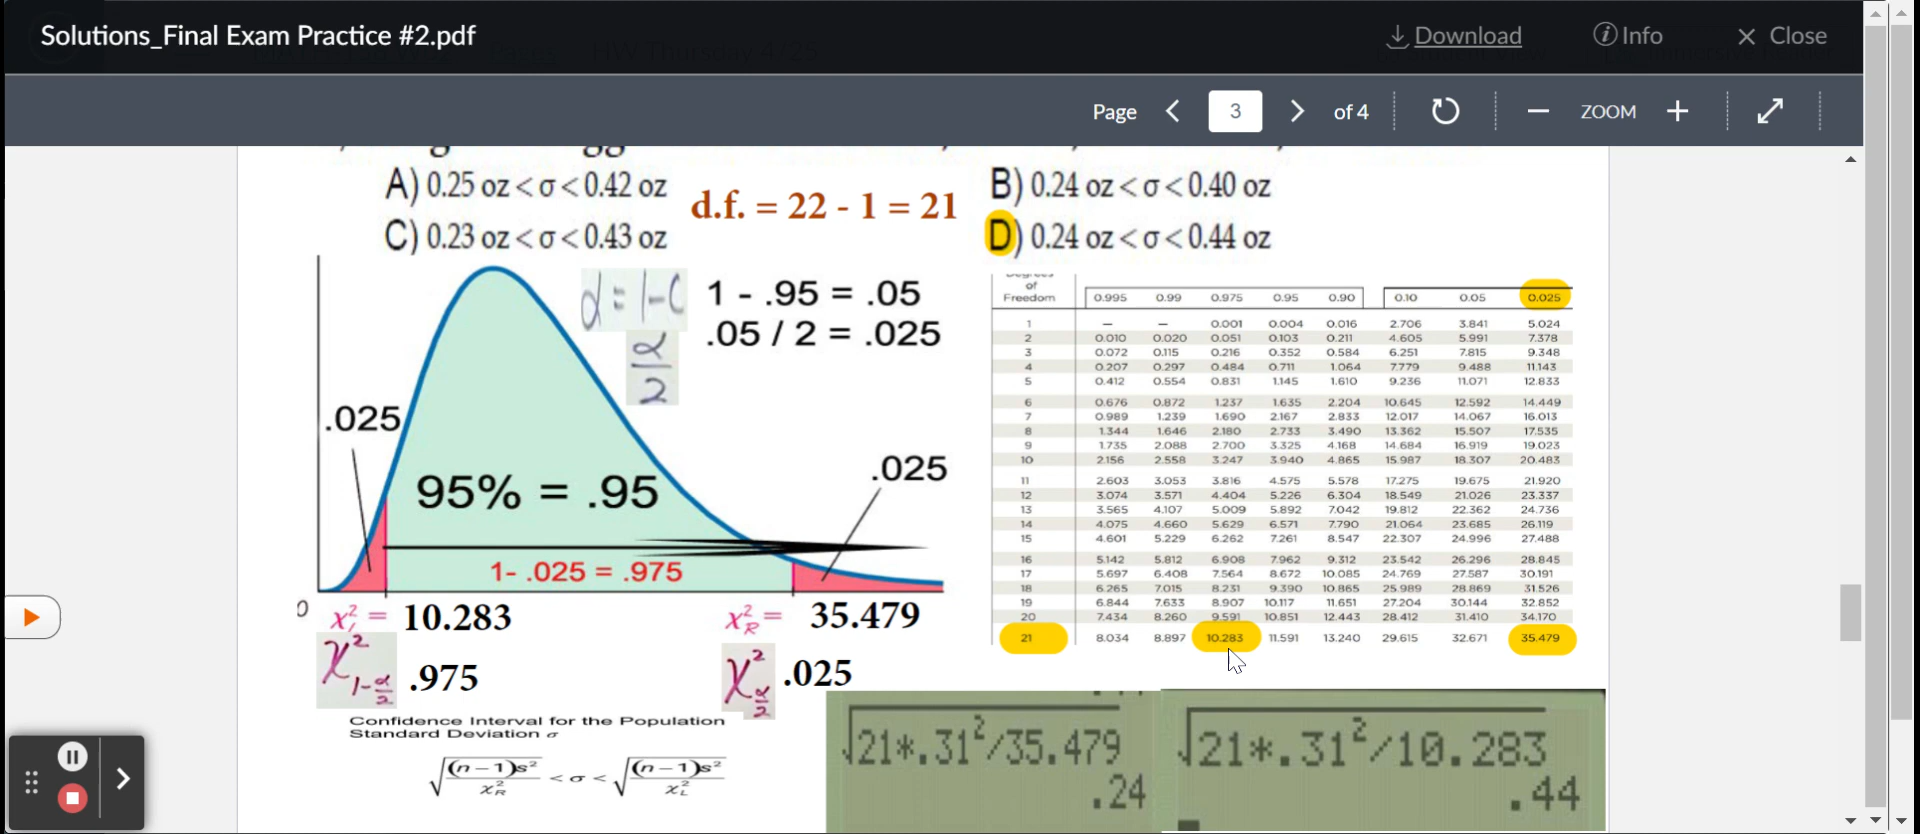 Solutions_Final Exam Practice #2.pdf
Download
Info
Close
Page 3 of 4
ZOOM
A) 0.25 oz < σ < 0.42 oz
B) 0.24 oz < σ < 0.40 oz
d.f. = 22 - 1 = 21
C) 0.23 oz < σ < 0.43 oz
D) 0.24 oz < σ < 0.44 oz
α = 1-C
1 - .95 = .05
α/2
.05 / 2 = .025
.025
95% = .95
.025
1- .025 = .975
0
χ² = 10.283
χ²R = 35.479
χ²1-α/2 .975
χ²α/2 .025
Confidence Interval for the Population
Standard Deviation σ
√((n – 1)s²/χ²R) < σ < √((n – 1)s²/χ²L)
Degrees
of
Freedom 0.995 0.99 0.975 0.95 0.90 0.10 0.05 0.025
1 — — 0.001 0.004 0.016 2.706 3.841 5.024
2 0.010 0.020 0.051 0.103 0.211 4.605 5.991 7.378
3 0.072 0.115 0.216 0.352 0.584 6.251 7.815 9.348
4 0.207 0.297 0.484 0.711 1.064 7.779 9.488 11.143
5 0.412 0.554 0.831 1.145 1.610 9.236 11.071 12.833
6 0.676 0.872 1.237 1.635 2.204 10.645 12.592 14.449
7 0.989 1.239 1.690 2.167 2.833 12.017 14.067 16.013
8 1.344 1.646 2.180 2.733 3.490 13.362 15.507 17.535
9 1.735 2.088 2.700 3.325 4.168 14.684 16.919 19.023
10 2.156 2.558 3.247 3.940 4.865 15.987 18.307 20.483
11 2.603 3.053 3.816 4.575 5.578 17.275 19.675 21.920
12 3.074 3.571 4.404 5.226 6.304 18.549 21.026 23.337
13 3.565 4.107 5.009 5.892 7.042 19.812 22.362 24.736
14 4.075 4.660 5.629 6.571 7.790 21.064 23.685 26.119
15 4.601 5.229 6.262 7.261 8.547 22.307 24.996 27.488
16 5.142 5.812 6.908 7.962 9.312 23.542 26.296 28.845
17 5.697 6.408 7.564 8.672 10.085 24.769 27.587 30.191
18 6.265 7.015 8.231 9.390 10.865 25.989 28.869 31.526
19 6.844 7.633 8.907 10.117 11.651 27.204 30.144 32.852
20 7.434 8.260 9.591 10.851 12.443 28.412 31.410 34.170
21 8.034 8.897 10.283 11.591 13.240 29.615 32.671 35.479
√21*.31²/35.479
.24
√21*.31²/10.283
.44